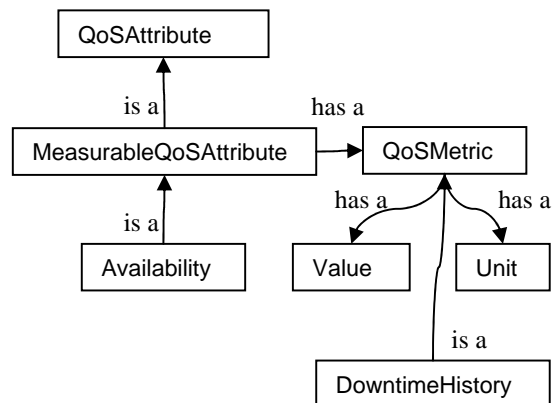 QoSAttribute
is a
has a
MeasurableQoSAttribute
QoSMetric
is a
has a
has a
Availability
Value
Unit
is a
DowntimeHistory